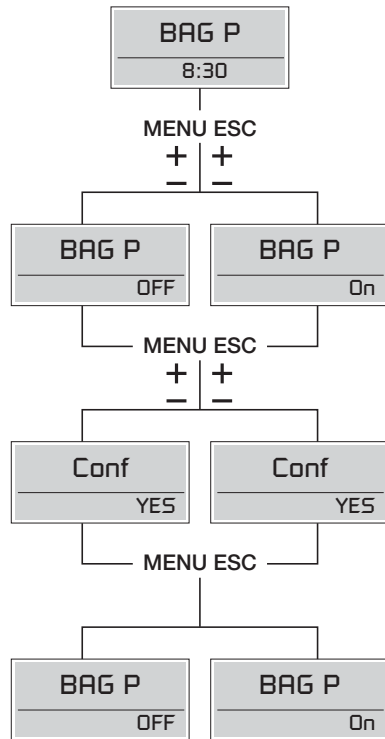 BAG P
8:30
MENU ESC
+ +
− −
BAG P BAG P
OFF On
MENU ESC
+ +
− −
Conf Conf
YES YES
MENU ESC
BAG P BAG P
OFF On